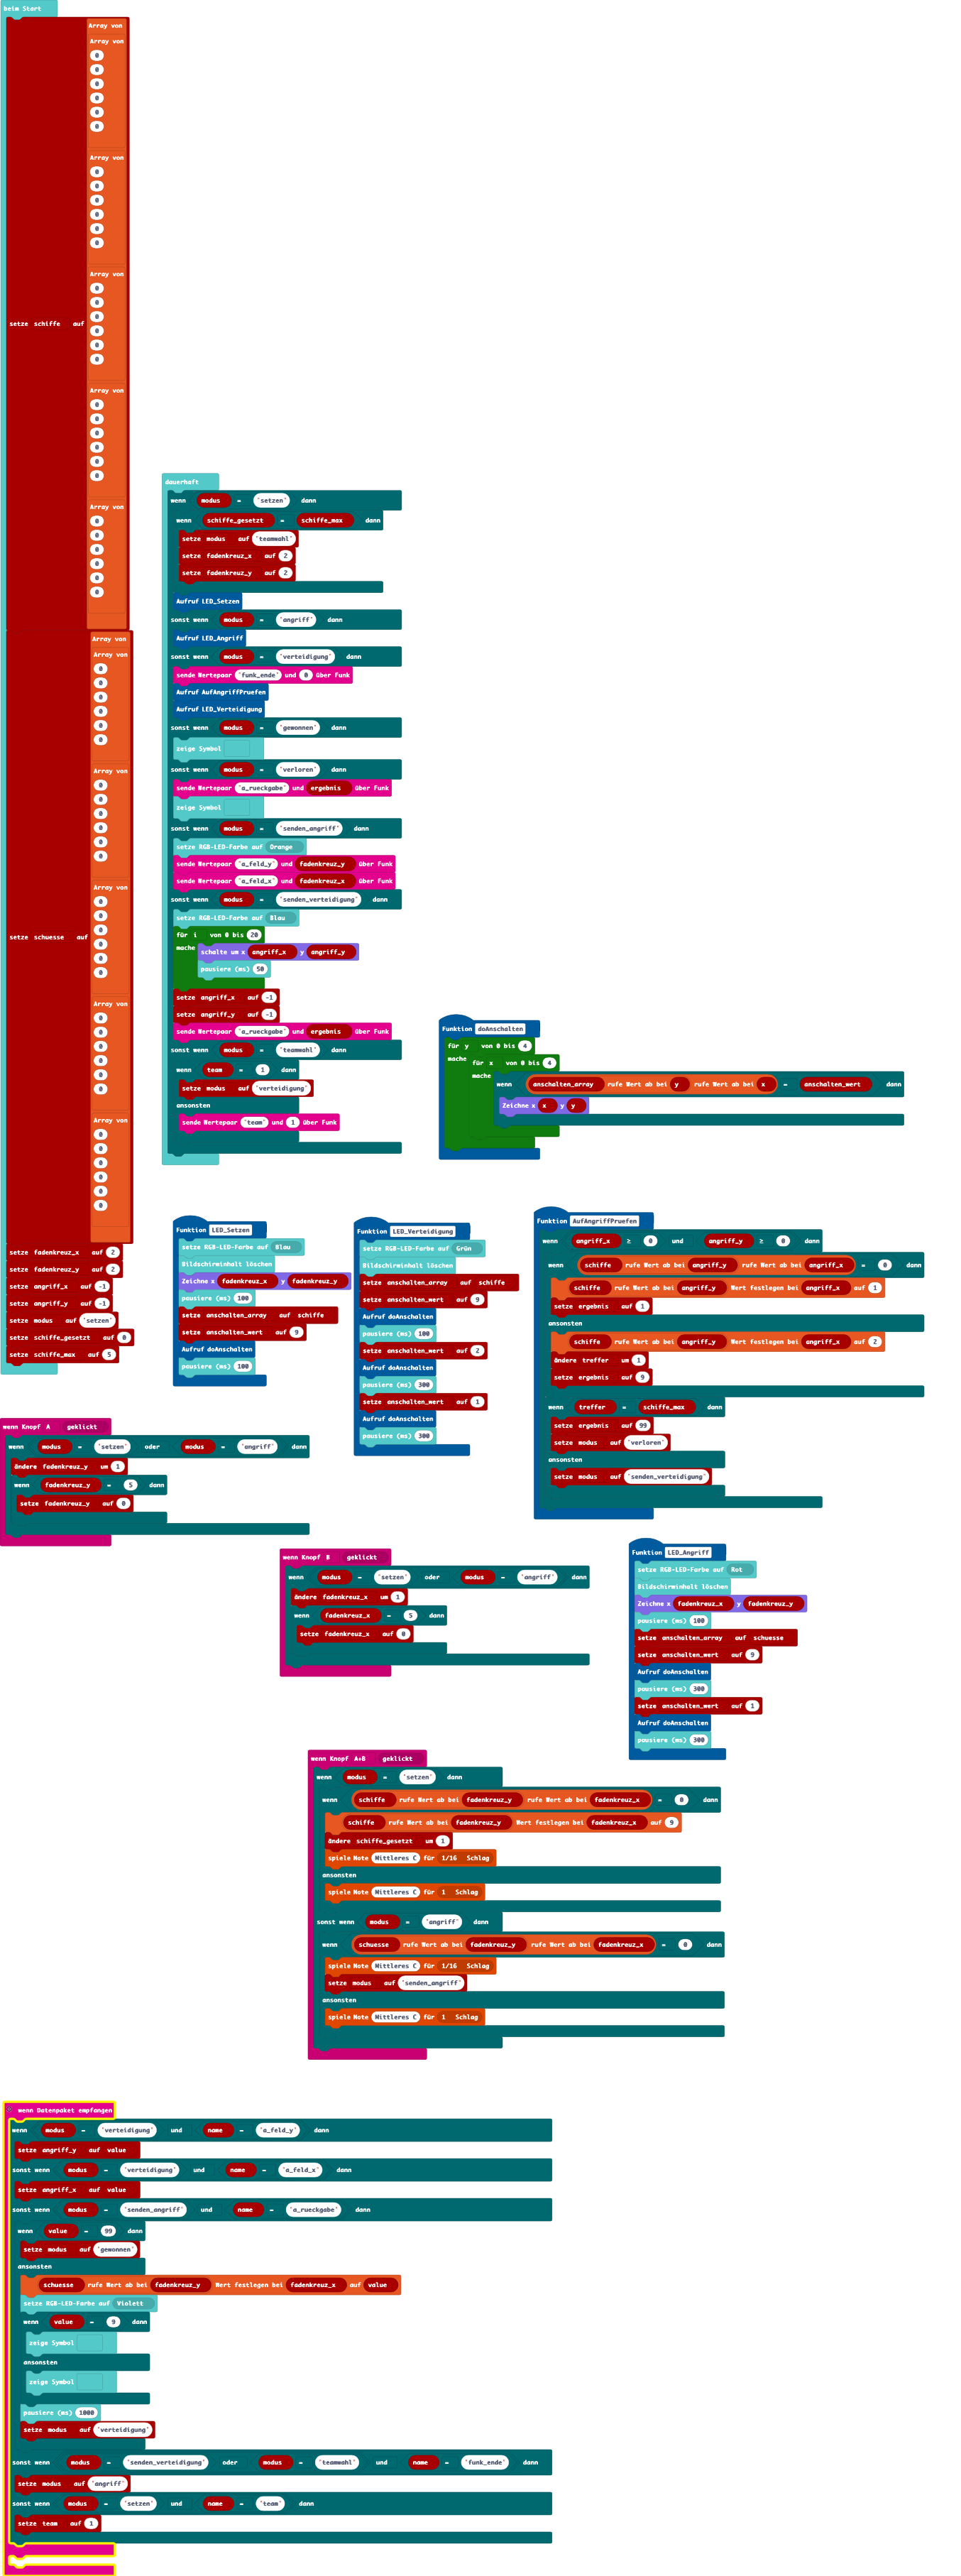 beim Start
setze schiffe auf
Array von
Array von
0
0
0
0
0
0
Array von
0
0
0
0
0
0
Array von
0
0
0
0
0
0
Array von
0
0
0
0
0
0
Array von
0
0
0
0
0
0
setze schuesse auf
Array von
Array von
0
0
0
0
0
0
Array von
0
0
0
0
0
0
Array von
0
0
0
0
0
0
Array von
0
0
0
0
0
0
Array von
0
0
0
0
0
0
setze fadenkreuz_x auf 2
setze fadenkreuz_y auf 2
setze angriff_x auf -1
setze angriff_y auf -1
setze modus auf "setzen"
setze schiffe_gesetzt auf 0
setze schiffe_max auf 5
dauerhaft
wenn modus = "setzen" dann
wenn schiffe_gesetzt = schiffe_max dann
setze modus auf "teamwahl"
setze fadenkreuz_x auf 2
setze fadenkreuz_y auf 2
Aufruf LED_Setzen
sonst wenn modus = "angriff" dann
Aufruf LED_Angriff
sonst wenn modus = "verteidigung" dann
sende Wertepaar "funk_ende" und 0 über Funk
Aufruf AufAngriffPruefen
Aufruf LED_Verteidigung
sonst wenn modus = "gewonnen" dann
zeige Symbol
sonst wenn modus = "verloren" dann
sende Wertepaar "a_rueckgabe" und ergebnis über Funk
zeige Symbol
sonst wenn modus = "senden_angriff" dann
setze RGB-LED-Farbe auf Orange
sende Wertepaar "a_feld_y" und fadenkreuz_y über Funk
sende Wertepaar "a_feld_x" und fadenkreuz_x über Funk
sonst wenn modus = "senden_verteidigung" dann
setze RGB-LED-Farbe auf Blau
für i von 0 bis 20
mache schalte um x angriff_x y angriff_y
pausiere (ms) 50
setze angriff_x auf -1
setze angriff_y auf -1
sende Wertepaar "a_rueckgabe" und ergebnis über Funk
sonst wenn modus = "teamwahl" dann
wenn team = 1 dann
setze modus auf "verteidigung"
ansonsten
sende Wertepaar "team" und 1 über Funk
Funktion doAnschalten
für y von 0 bis 4
mache für x von 0 bis 4
mache wenn anschalten_array rufe Wert ab bei y rufe Wert ab bei x = anschalten_wert dann
Zeichne x x y y
Funktion LED_Setzen
setze RGB-LED-Farbe auf Blau
Bildschirminhalt löschen
Zeichne x fadenkreuz_x y fadenkreuz_y
pausiere (ms) 100
setze anschalten_array auf schiffe
setze anschalten_wert auf 9
Aufruf doAnschalten
pausiere (ms) 100
Funktion LED_Verteidigung
setze RGB-LED-Farbe auf Grün
Bildschirminhalt löschen
setze anschalten_array auf schiffe
setze anschalten_wert auf 9
Aufruf doAnschalten
pausiere (ms) 100
setze anschalten_wert auf 2
Aufruf doAnschalten
pausiere (ms) 300
setze anschalten_wert auf 1
Aufruf doAnschalten
pausiere (ms) 300
Funktion AufAngriffPruefen
wenn angriff_x ≥ 0 und angriff_y ≥ 0 dann
wenn schiffe rufe Wert ab bei angriff_y rufe Wert ab bei angriff_x = 0 dann
schiffe rufe Wert ab bei angriff_y Wert festlegen bei angriff_x auf 1
setze ergebnis auf 1
ansonsten
schiffe rufe Wert ab bei angriff_y Wert festlegen bei angriff_x auf 2
ändere treffer um 1
setze ergebnis auf 9
wenn treffer = schiffe_max dann
setze ergebnis auf 99
setze modus auf "verloren"
ansonsten
setze modus auf "senden_verteidigung"
wenn Knopf A geklickt
wenn modus = "setzen" oder modus = "angriff" dann
ändere fadenkreuz_y um 1
wenn fadenkreuz_y = 5 dann
setze fadenkreuz_y auf 0
wenn Knopf B geklickt
wenn modus = "setzen" oder modus = "angriff" dann
ändere fadenkreuz_x um 1
wenn fadenkreuz_x = 5 dann
setze fadenkreuz_x auf 0
Funktion LED_Angriff
setze RGB-LED-Farbe auf Rot
Bildschirminhalt löschen
Zeichne x fadenkreuz_x y fadenkreuz_y
pausiere (ms) 100
setze anschalten_array auf schuesse
setze anschalten_wert auf 9
Aufruf doAnschalten
pausiere (ms) 300
setze anschalten_wert auf 1
Aufruf doAnschalten
pausiere (ms) 300
wenn Knopf A+B geklickt
wenn modus = "setzen" dann
wenn schiffe rufe Wert ab bei fadenkreuz_y rufe Wert ab bei fadenkreuz_x = 0 dann
schiffe rufe Wert ab bei fadenkreuz_y Wert festlegen bei fadenkreuz_x auf 9
ändere schiffe_gesetzt um 1
spiele Note Mittleres C für 1/16 Schlag
ansonsten
spiele Note Mittleres C für 1 Schlag
sonst wenn modus = "angriff" dann
wenn schuesse rufe Wert ab bei fadenkreuz_y rufe Wert ab bei fadenkreuz_x = 0 dann
spiele Note Mittleres C für 1/16 Schlag
setze modus auf "senden_angriff"
ansonsten
spiele Note Mittleres C für 1 Schlag
wenn Datenpaket empfangen
wenn modus = "verteidigung" und name = "a_feld_y" dann
setze angriff_y auf value
sonst wenn modus = "verteidigung" und name = "a_feld_x" dann
setze angriff_x auf value
sonst wenn modus = "senden_angriff" und name = "a_rueckgabe" dann
wenn value = 99 dann
setze modus auf "gewonnen"
ansonsten
schuesse rufe Wert ab bei fadenkreuz_y Wert festlegen bei fadenkreuz_x auf value
setze RGB-LED-Farbe auf Violett
wenn value = 9 dann
zeige Symbol
ansonsten
zeige Symbol
pausiere (ms) 1000
setze modus auf "verteidigung"
sonst wenn modus = "senden_verteidigung" oder modus = "teamwahl" und name = "funk_ende" dann
setze modus auf "angriff"
sonst wenn modus = "setzen" und name = "team" dann
setze team auf 1